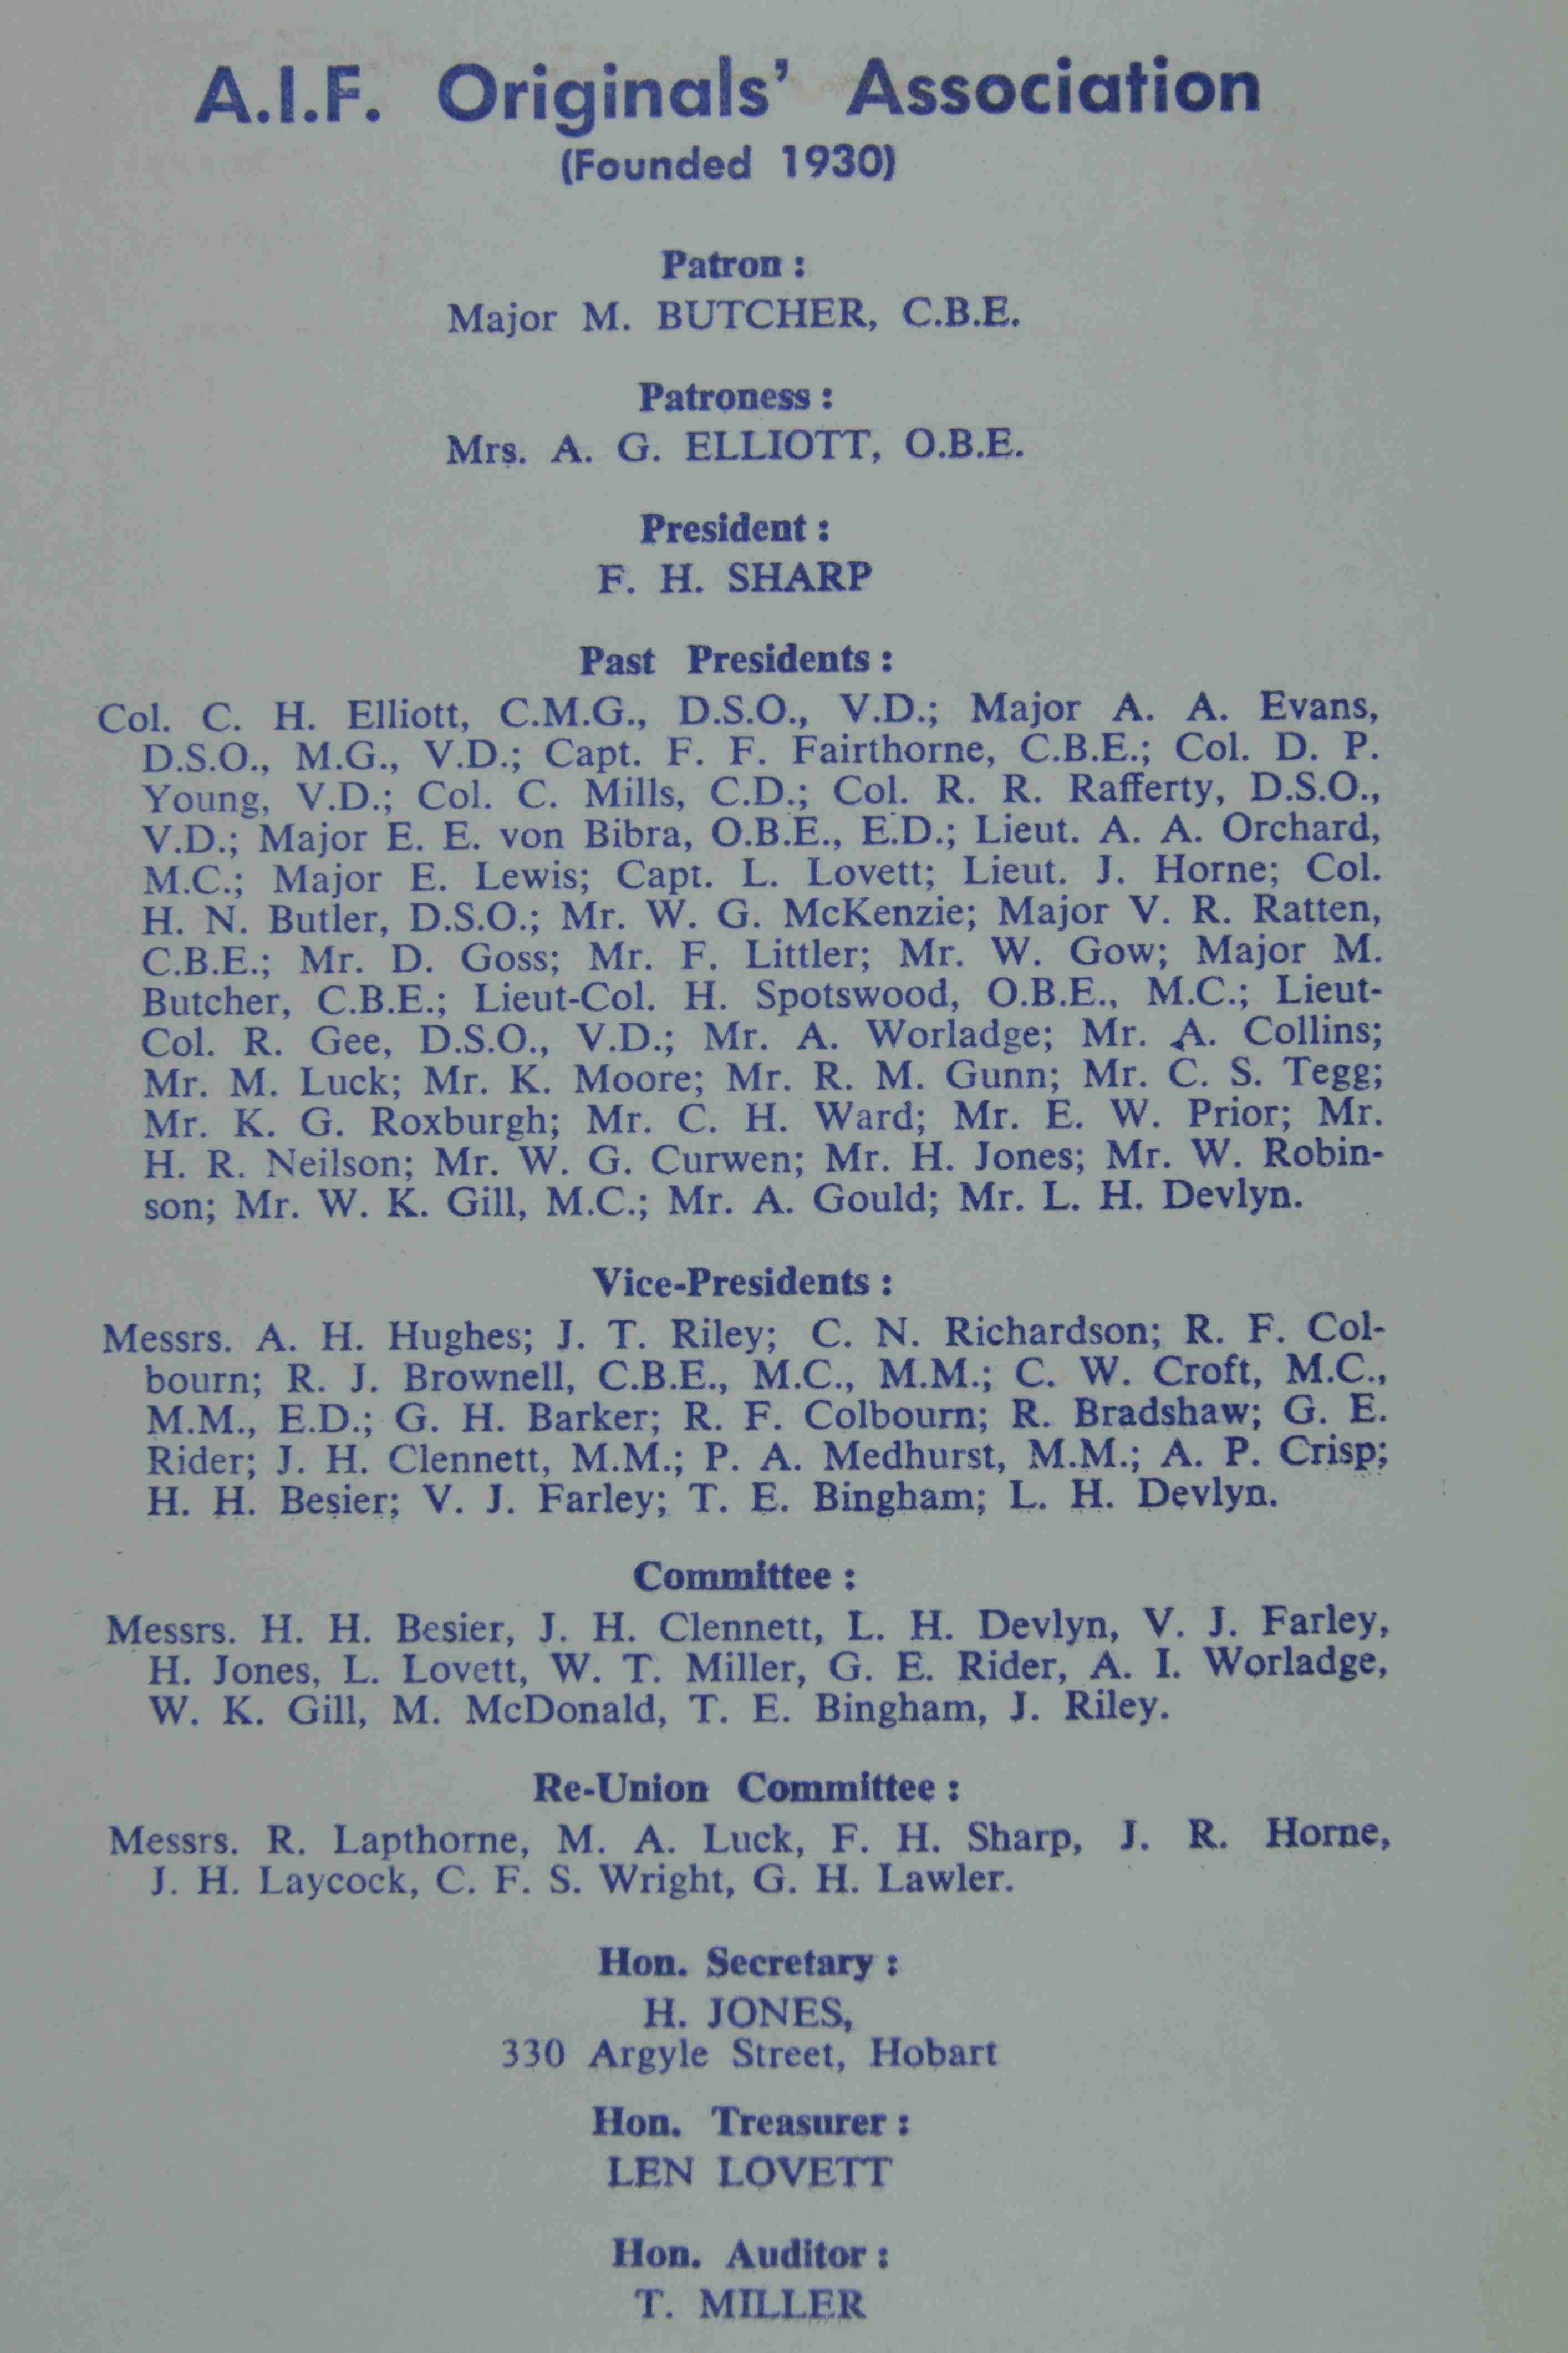 A.I.F. Originals' Association
(Founded 1930)
Patron :
Major M. BUTCHER, C.B.E.
Patroness :
Mrs. A. G. ELLIOTT, O.B.E.
President :
F. H. SHARP
Past Presidents :
Col. C. H. Elliott, C.M.G., D.S.O., V.D.; Major A. A. Evans,
D.S.O., M.G., V.D.; Capt. F. F. Fairthorne, C.B.E.; Col. D. P.
Young, V.D.; Col. C. Mills, C.D.; Col. R. R. Rafferty, D.S.O.,
V.D.; Major E. E. von Bibra, O.B.E., E.D.; Lieut. A. A. Orchard,
M.C.; Major E. Lewis; Capt. L. Lovett; Lieut. J. Horne; Col.
H. N. Butler, D.S.O.; Mr. W. G. McKenzie; Major V. R. Ratten,
C.B.E.; Mr. D. Goss; Mr. F. Littler; Mr. W. Gow; Major M.
Butcher, C.B.E.; Lieut-Col. H. Spotswood, O.B.E., M.C.; Lieut-
Col. R. Gee, D.S.O., V.D.; Mr. A. Worladge; Mr. A. Collins;
Mr. M. Luck; Mr. K. Moore; Mr. R. M. Gunn; Mr. C. S. Tegg;
Mr. K. G. Roxburgh; Mr. C. H. Ward; Mr. E. W. Prior; Mr.
H. R. Neilson; Mr. W. G. Curwen; Mr. H. Jones; Mr. W. Robin-
son; Mr. W. K. Gill, M.C.; Mr. A. Gould; Mr. L. H. Devlyn.
Vice-Presidents :
Messrs. A. H. Hughes; J. T. Riley; C. N. Richardson; R. F. Col-
bourn; R. J. Brownell, C.B.E., M.C., M.M.; C. W. Croft, M.C.,
M.M., E.D.; G. H. Barker; R. F. Colbourn; R. Bradshaw; G. E.
Rider; J. H. Clennett, M.M.; P. A. Medhurst, M.M.; A. P. Crisp;
H. H. Besier; V. J. Farley; T. E. Bingham; L. H. Devlyn.
Committee :
Messrs. H. H. Besier, J. H. Clennett, L. H. Devlyn, V. J. Farley,
H. Jones, L. Lovett, W. T. Miller, G. E. Rider, A. I. Worladge,
W. K. Gill, M. McDonald, T. E. Bingham, J. Riley.
Re-Union Committee :
Messrs. R. Lapthorne, M. A. Luck, F. H. Sharp, J. R. Horne,
J. H. Laycock, C. F. S. Wright, G. H. Lawler.
Hon. Secretary :
H. JONES,
330 Argyle Street, Hobart
Hon. Treasurer :
LEN LOVETT
Hon. Auditor :
T. MILLER